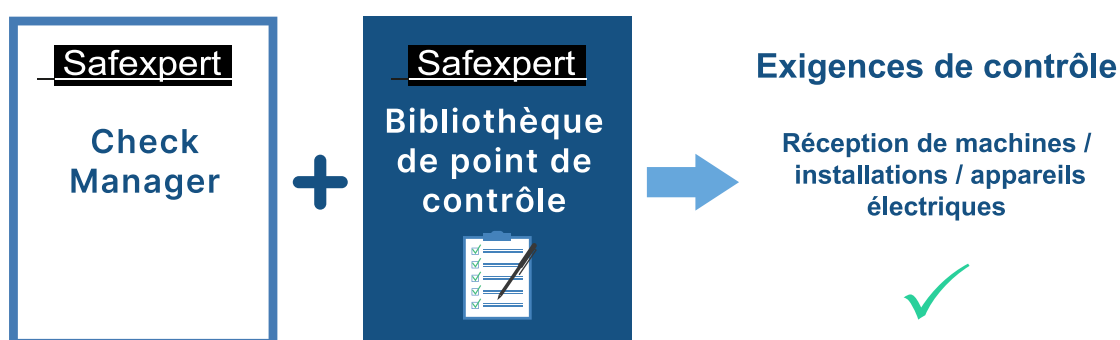 Safexpert
Check
Manager
Safexpert
Bibliothèque
de point de
contrôle
Exigences de contrôle
Réception de machines /
installations / appareils
électriques